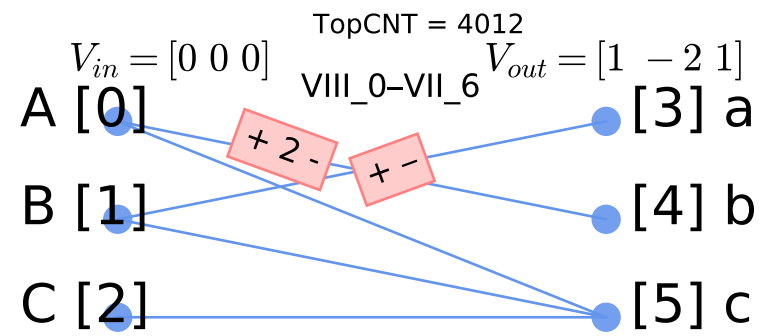 TopCNT = 4012
V_in = [0 0 0]
V_out = [1 −2 1]
VIII_0–VII_6
A [0]
[3] a
+ 2 -
+ −
B [1]
[4] b
C [2]
[5] c